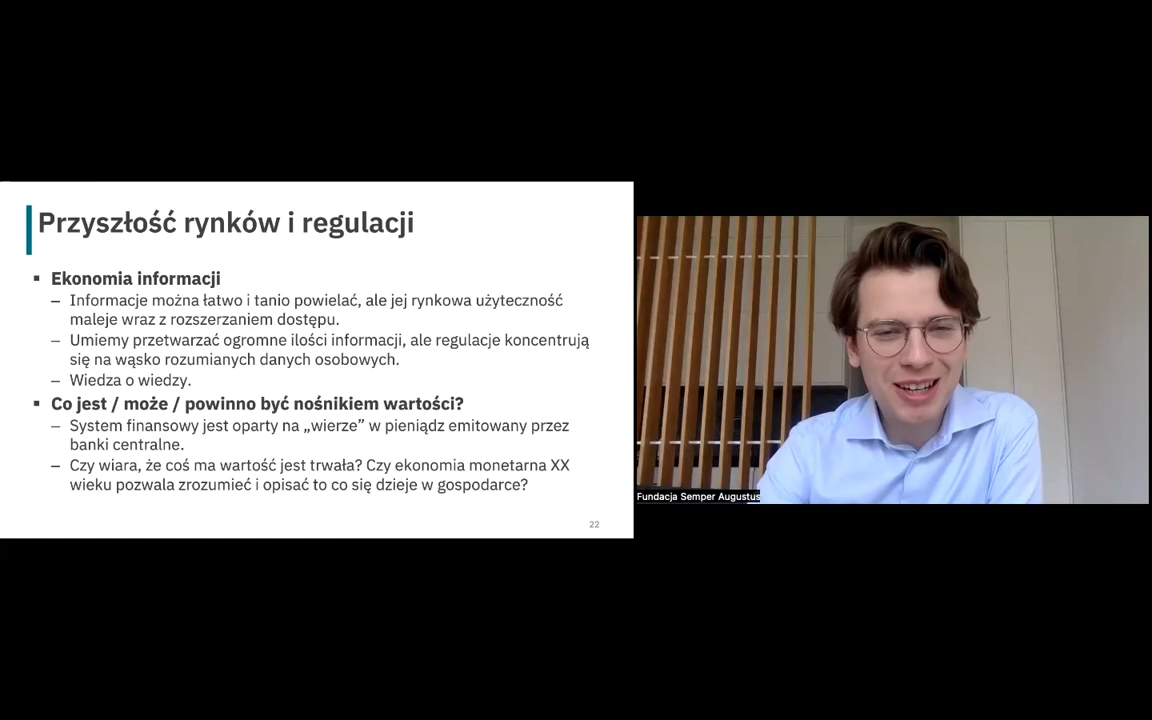 Przyszłość rynków i regulacji
▪ Ekonomia informacji
– Informacje można łatwo i tanio powielać, ale jej rynkowa użyteczność
maleje wraz z rozszerzaniem dostępu.
– Umiemy przetwarzać ogromne ilości informacji, ale regulacje koncentrują
się na wąsko rozumianych danych osobowych.
– Wiedza o wiedzy.
▪ Co jest / może / powinno być nośnikiem wartości?
– System finansowy jest oparty na „wierze” w pieniądz emitowany przez
banki centralne.
– Czy wiara, że coś ma wartość jest trwała? Czy ekonomia monetarna XX
wieku pozwala zrozumieć i opisać to co się dzieje w gospodarce?
22
Fundacja Semper Augustus